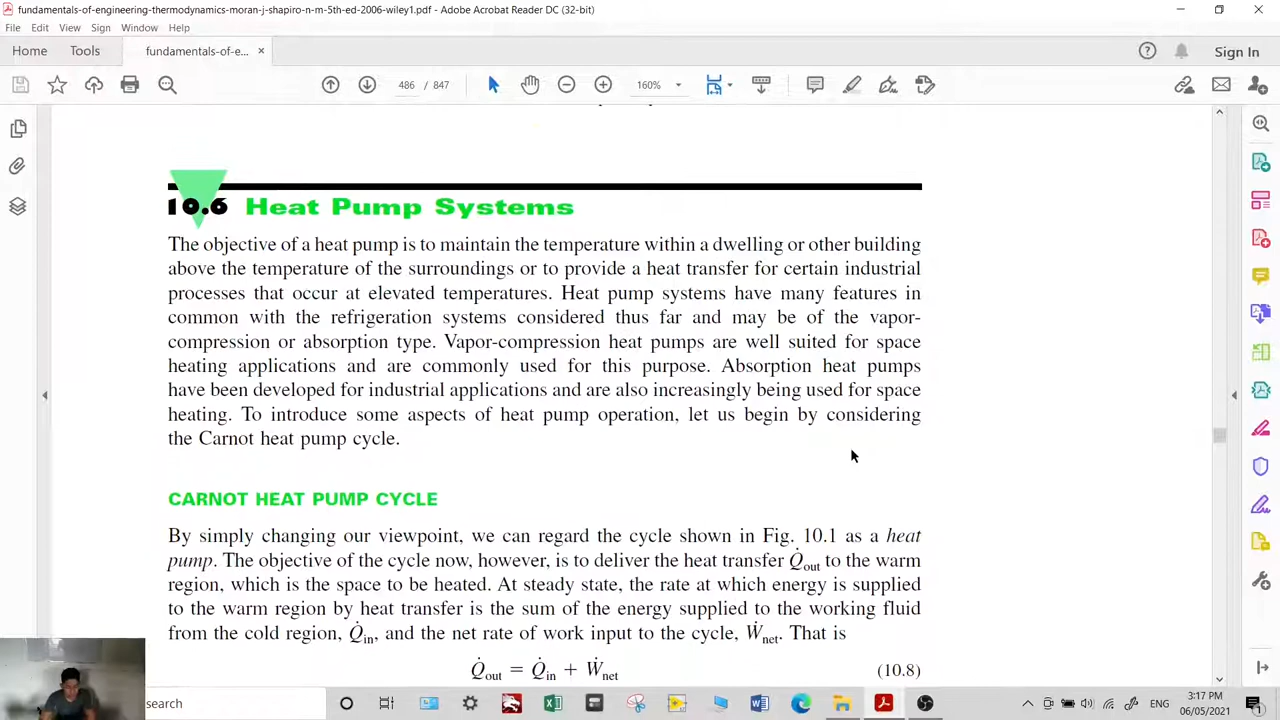 fundamentals-of-engineering-thermodynamics-moran-j-shapiro-n-m-5th-ed-2006-wiley1.pdf - Adobe Acrobat Reader DC (32-bit)
File Edit View Sign Window Help
Home Tools fundamentals-of-e... × Sign In
486 / 847 160%
10.6 Heat Pump Systems
The objective of a heat pump is to maintain the temperature within a dwelling or other building
above the temperature of the surroundings or to provide a heat transfer for certain industrial
processes that occur at elevated temperatures. Heat pump systems have many features in
common with the refrigeration systems considered thus far and may be of the vapor-
compression or absorption type. Vapor-compression heat pumps are well suited for space
heating applications and are commonly used for this purpose. Absorption heat pumps
have been developed for industrial applications and are also increasingly being used for space
heating. To introduce some aspects of heat pump operation, let us begin by considering
the Carnot heat pump cycle.
CARNOT HEAT PUMP CYCLE
By simply changing our viewpoint, we can regard the cycle shown in Fig. 10.1 as a heat
pump. The objective of the cycle now, however, is to deliver the heat transfer Q̇out to the warm
region, which is the space to be heated. At steady state, the rate at which energy is supplied
to the warm region by heat transfer is the sum of the energy supplied to the working fluid
from the cold region, Q̇in, and the net rate of work input to the cycle, Ẇnet. That is
Q̇out = Q̇in + Ẇnet (10.8)
search
ENG
3:17 PM
06/05/2021